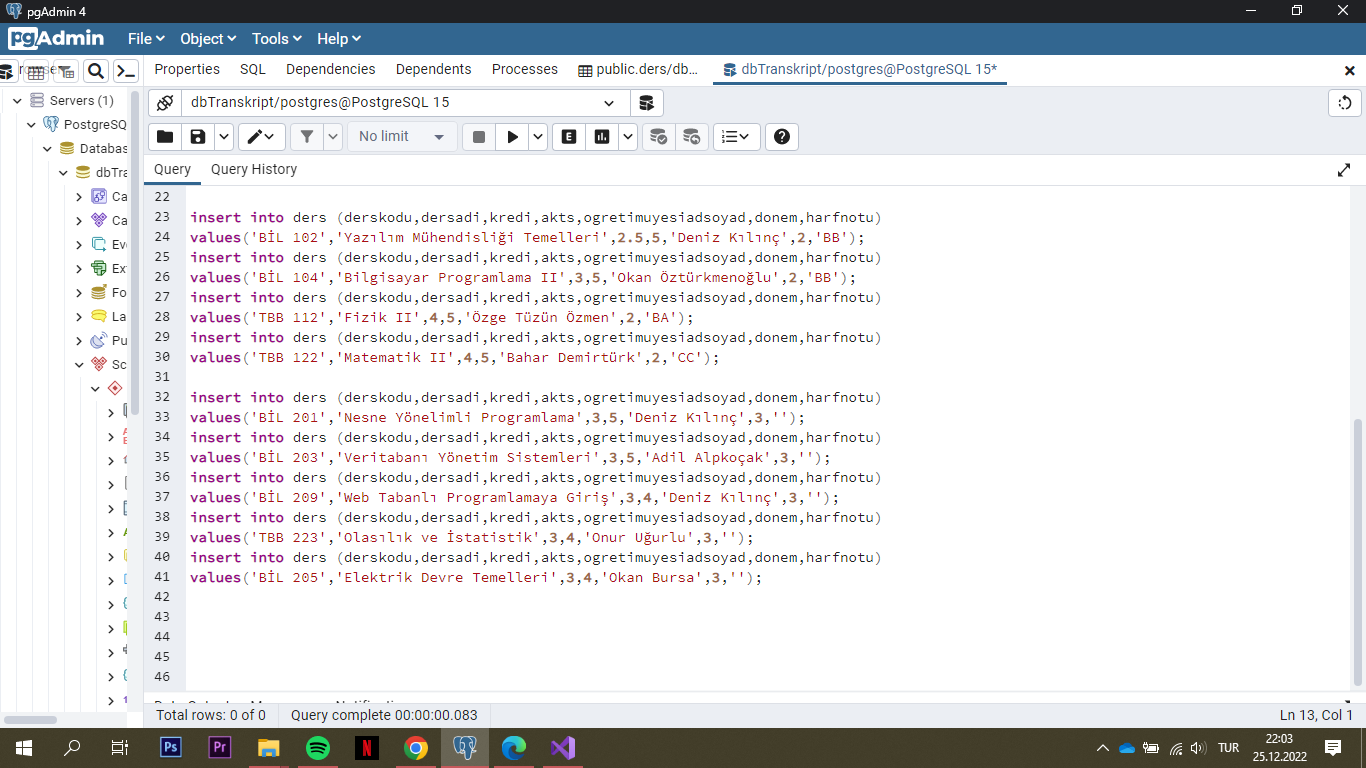 pgAdmin 4
pgAdmin File Object Tools Help
Properties SQL Dependencies Dependents Processes public.ders/db... dbTranskript/postgres@PostgreSQL 15*
Servers (1)
PostgreSQ
Databas
dbTra
Ca
Ca
Ev
Ex
Fo
La
Pu
Sc
dbTranskript/postgres@PostgreSQL 15
No limit
E
Query Query History
22
23 insert into ders (derskodu,dersadi,kredi,akts,ogretimuyesiadsoyad,donem,harfnotu)
24 values('BİL 102','Yazılım Mühendisliği Temelleri',2.5,5,'Deniz Kılınç',2,'BB');
25 insert into ders (derskodu,dersadi,kredi,akts,ogretimuyesiadsoyad,donem,harfnotu)
26 values('BİL 104','Bilgisayar Programlama II',3,5,'Okan Öztürkmenoğlu',2,'BB');
27 insert into ders (derskodu,dersadi,kredi,akts,ogretimuyesiadsoyad,donem,harfnotu)
28 values('TBB 112','Fizik II',4,5,'Özge Tüzün Özmen',2,'BA');
29 insert into ders (derskodu,dersadi,kredi,akts,ogretimuyesiadsoyad,donem,harfnotu)
30 values('TBB 122','Matematik II',4,5,'Bahar Demirtürk',2,'CC');
31
32 insert into ders (derskodu,dersadi,kredi,akts,ogretimuyesiadsoyad,donem,harfnotu)
33 values('BİL 201','Nesne Yönelimli Programlama',3,5,'Deniz Kılınç',3,'');
34 insert into ders (derskodu,dersadi,kredi,akts,ogretimuyesiadsoyad,donem,harfnotu)
35 values('BİL 203','Veritabanı Yönetim Sistemleri',3,5,'Adil Alpkoçak',3,'');
36 insert into ders (derskodu,dersadi,kredi,akts,ogretimuyesiadsoyad,donem,harfnotu)
37 values('BİL 209','Web Tabanlı Programlamaya Giriş',3,4,'Deniz Kılınç',3,'');
38 insert into ders (derskodu,dersadi,kredi,akts,ogretimuyesiadsoyad,donem,harfnotu)
39 values('TBB 223','Olasılık ve İstatistik',3,4,'Onur Uğurlu',3,'');
40 insert into ders (derskodu,dersadi,kredi,akts,ogretimuyesiadsoyad,donem,harfnotu)
41 values('BİL 205','Elektrik Devre Temelleri',3,4,'Okan Bursa',3,'');
42
43
44
45
46
Total rows: 0 of 0 Query complete 00:00:00.083 Ln 13, Col 1
Ps Pr N TUR 22:03
25.12.2022